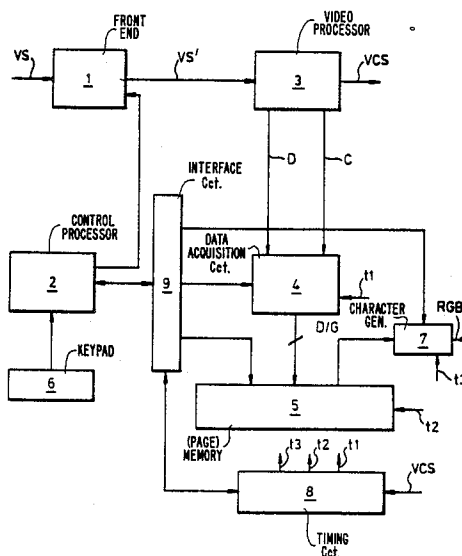 FRONT
END
VIDEO
PROCESSOR
VS
1
VS'
3
VCS
D
C
INTERFACE
Cct.
CONTROL
PROCESSOR
DATA
ACQUISITION
Cct.
2
9
4
t1
CHARACTER
GEN.
RGB
7
D/G
KEYPAD
6
5
t2
(PAGE)
MEMORY
t3 t2 t1
8
VCS
TIMING
Cct.